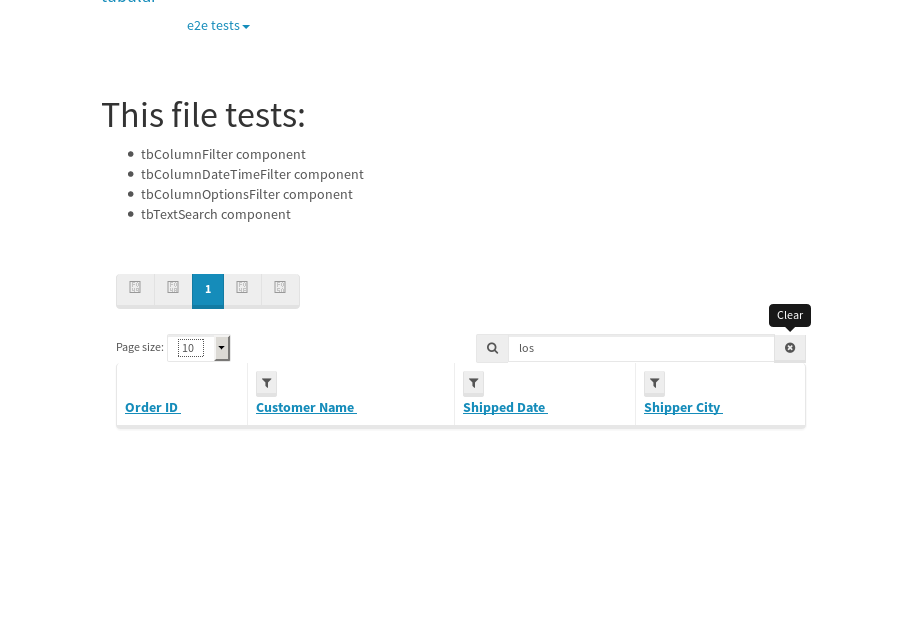 tubular
e2e tests
This file tests:
tbColumnFilter component
tbColumnDateTimeFilter component
tbColumnOptionsFilter component
tbTextSearch component
1
Clear
Page size: 10 los
Order ID Customer Name Shipped Date Shipper City